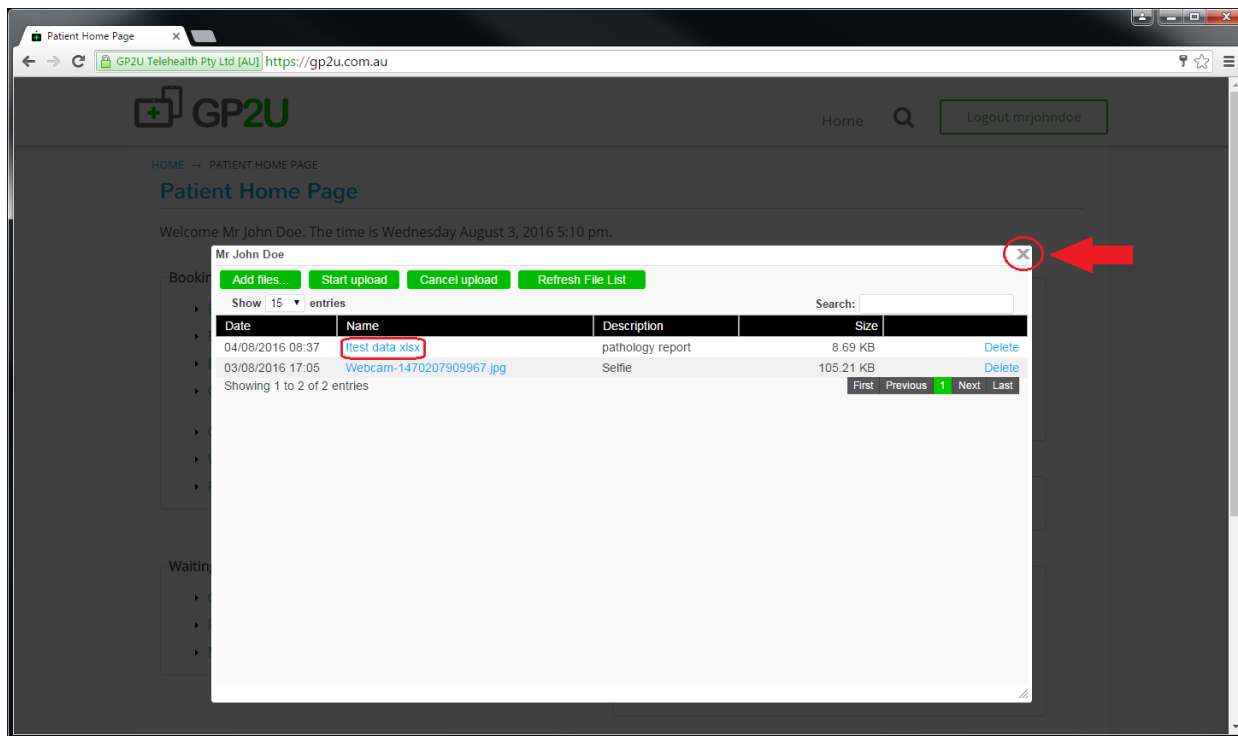 Patient Home Page
GP2U Telehealth Pty Ltd [AU] https://gp2u.com.au
GP2U
Home
Logout mrjohndoe
HOME → PATIENT HOME PAGE
Patient Home Page
Welcome Mr John Doe. The time is Wednesday August 3, 2016 5:10 pm.
Mr John Doe
Add files... Start upload Cancel upload Refresh File List
Show 15 entries Search:
Date Name Description Size
04/08/2016 08:37 !test data.xlsx pathology report 8.69 KB Delete
03/08/2016 17:05 Webcam-1470207909967.jpg Selfie 105.21 KB Delete
Showing 1 to 2 of 2 entries First Previous 1 Next Last